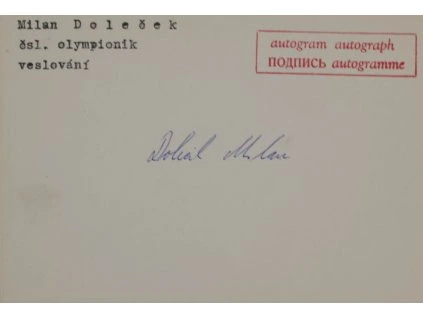 Milan D o l e č e k
čsl. olympionik
veslování
autogram autograph
подпись autogramme
Doleček Milan